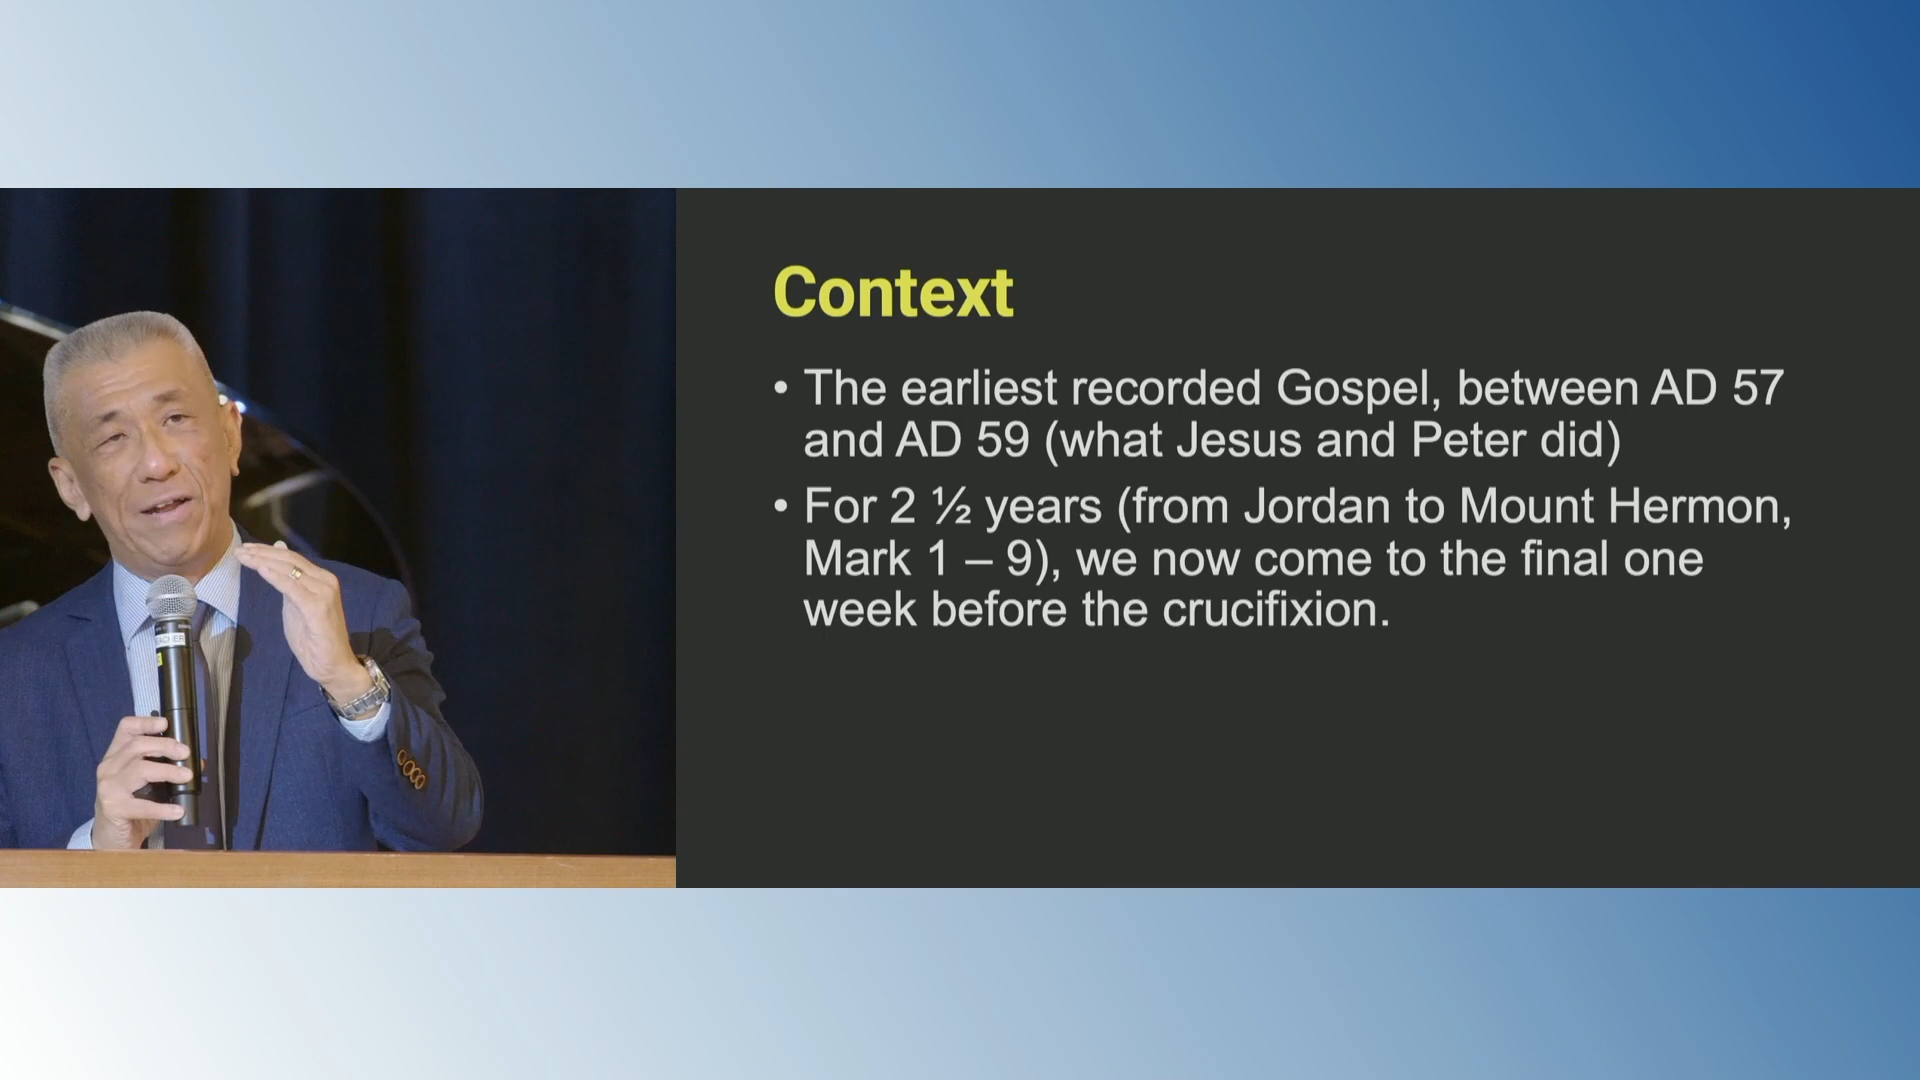 Context
• The earliest recorded Gospel, between AD 57
and AD 59 (what Jesus and Peter did)
• For 2 ½ years (from Jordan to Mount Hermon,
Mark 1 – 9), we now come to the final one
week before the crucifixion.